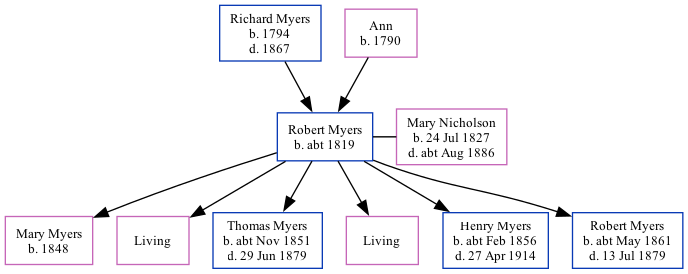 Richard Myers
b. 1794
d. 1867
Ann
b. 1790
Robert Myers
b. abt 1819
Mary Nicholson
b. 24 Jul 1827
d. abt Aug 1886
Mary Myers
b. 1848
Living
Thomas Myers
b. abt Nov 1851
d. 29 Jun 1879
Living
Henry Myers
b. abt Feb 1856
d. 27 Apr 1914
Robert Myers
b. abt May 1861
d. 13 Jul 1879